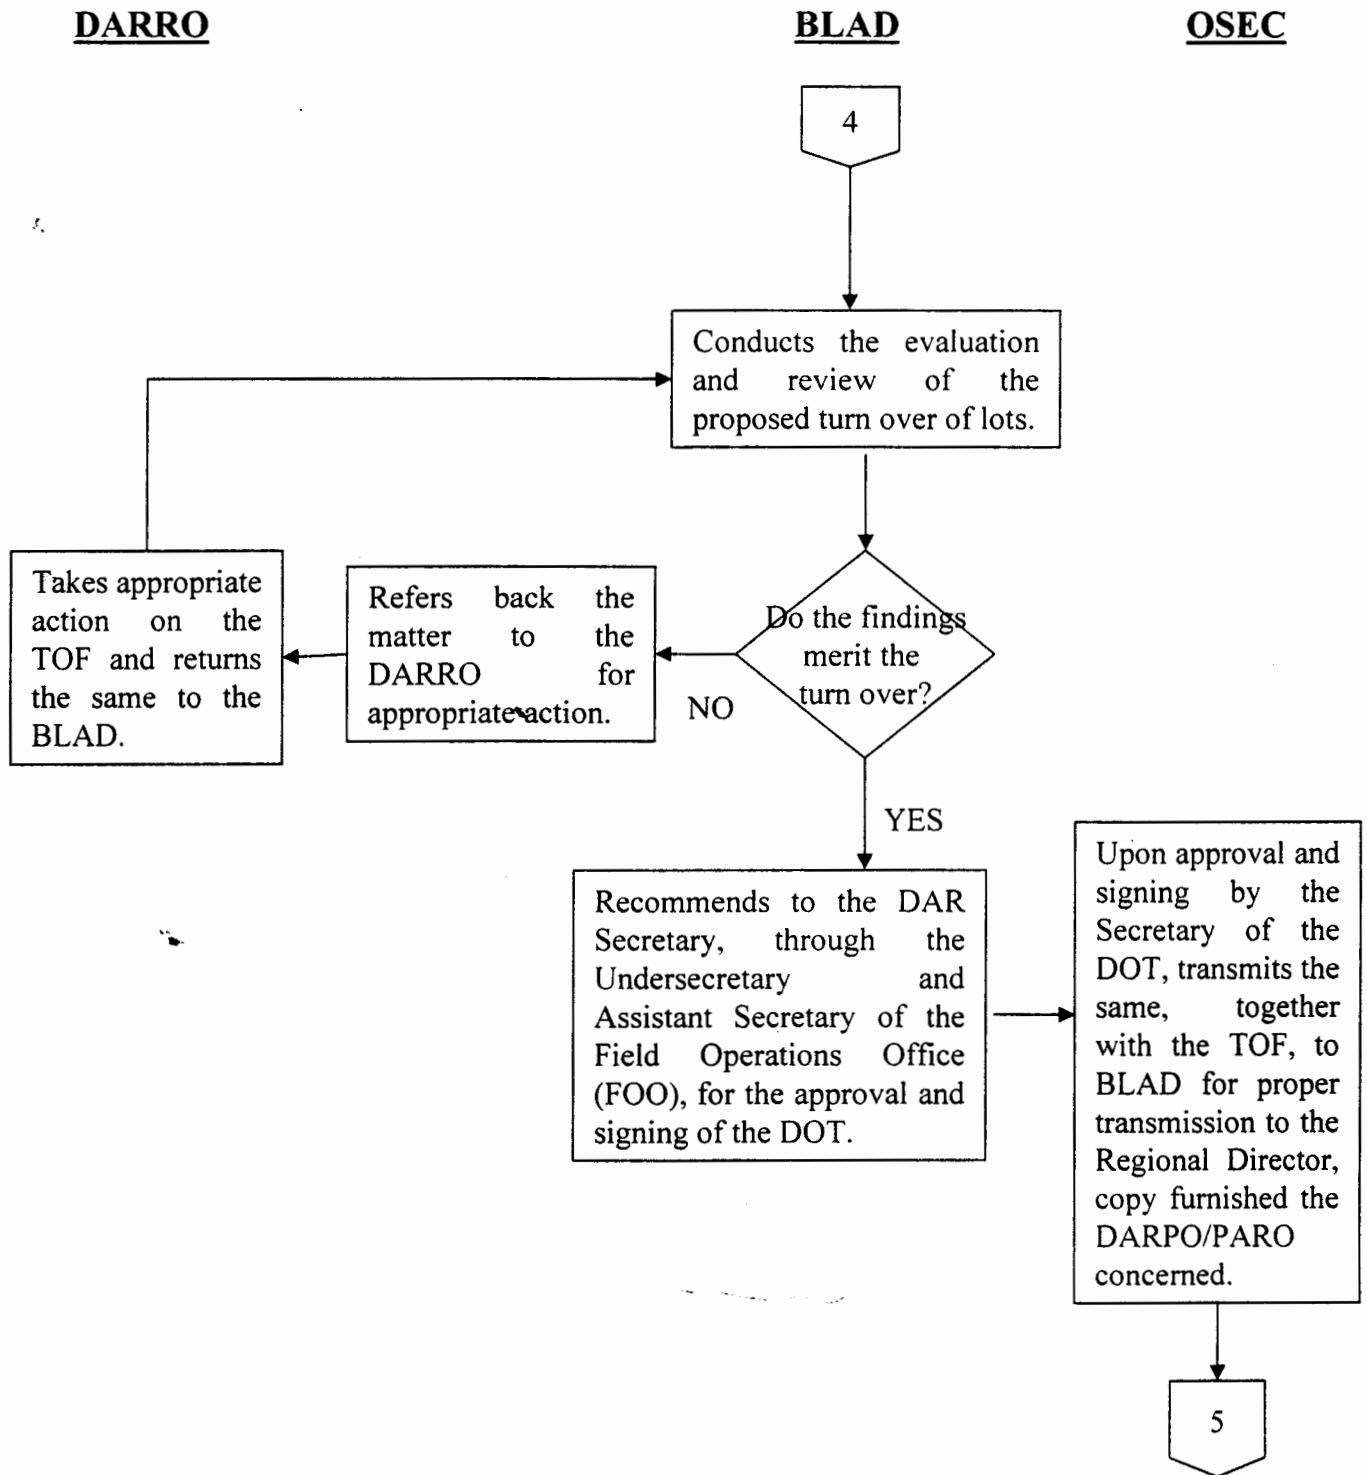 DARRO
BLAD
OSEC
4
Conducts the evaluation
and review of the
proposed turn over of lots.
Takes appropriate
action on the
TOF and returns
the same to the
BLAD.
Refers back the
matter to the
DARRO for
appropriate action.
NO
Do the findings
merit the
turn over?
YES
Recommends to the DAR
Secretary, through the
Undersecretary and
Assistant Secretary of the
Field Operations Office
(FOO), for the approval and
signing of the DOT.
Upon approval and
signing by the
Secretary of the
DOT, transmits the
same, together
with the TOF, to
BLAD for proper
transmission to the
Regional Director,
copy furnished the
DARPO/PARO
concerned.
5